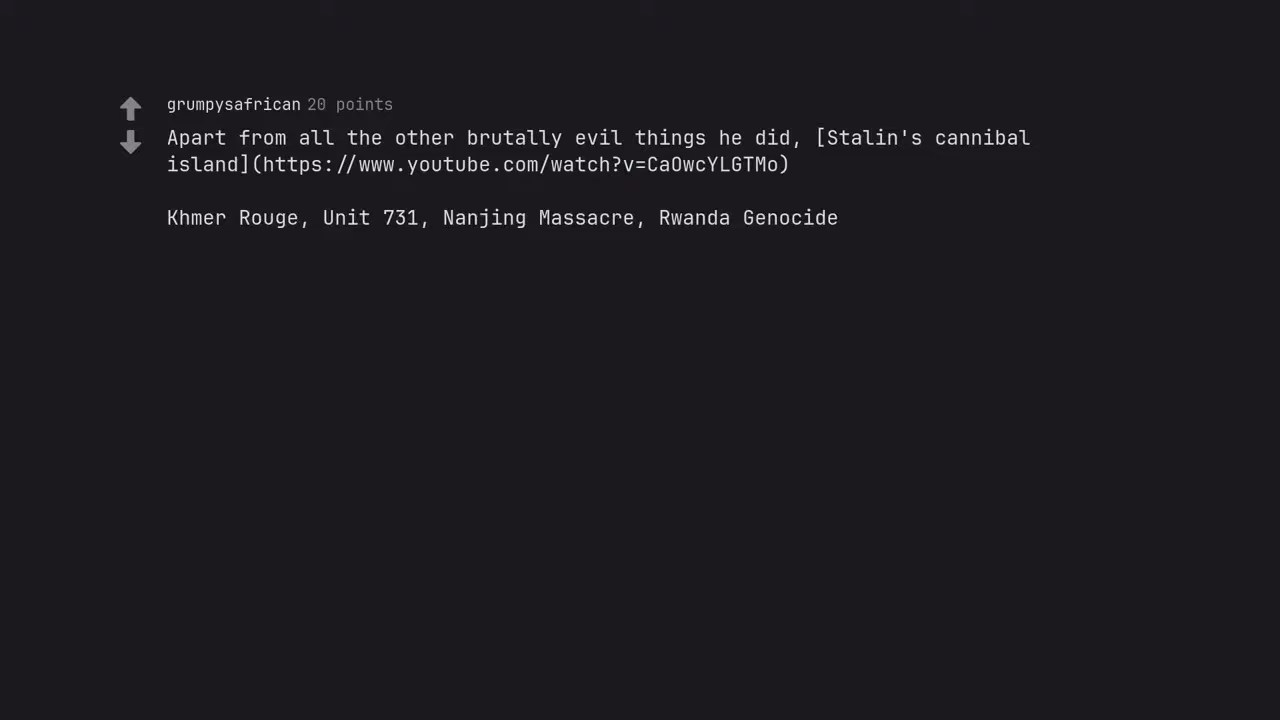 grumpysafrican 20 points
Apart from all the other brutally evil things he did, [Stalin's cannibal
island](https://www.youtube.com/watch?v=CaOwcYLGTMo)
Khmer Rouge, Unit 731, Nanjing Massacre, Rwanda Genocide